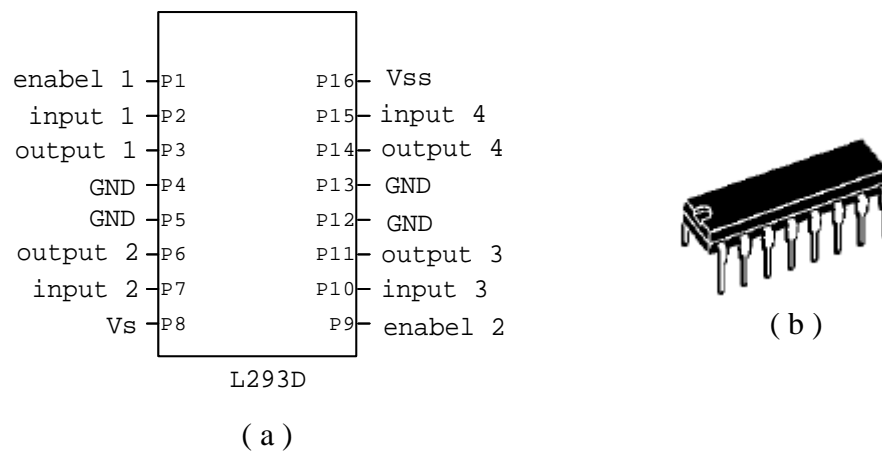 enabel 1 P1 P16 Vss
input 1 P2 P15 input 4
output 1 P3 P14 output 4
GND P4 P13 GND
GND P5 P12 GND
output 2 P6 P11 output 3
input 2 P7 P10 input 3
Vs P8 P9 enabel 2
L293D
( a )
( b )